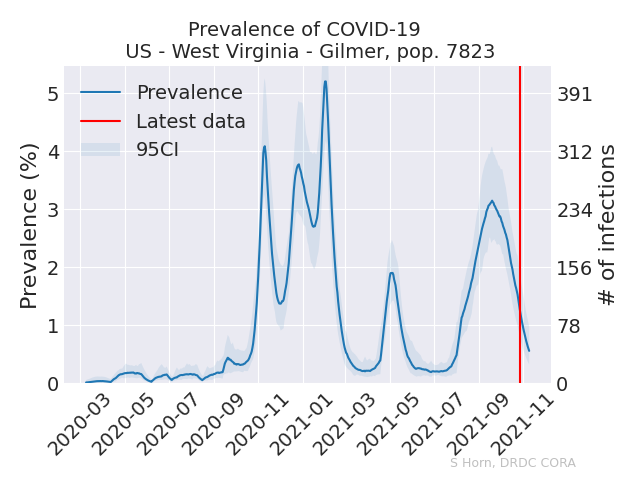 Prevalence of COVID-19
US - West Virginia - Gilmer, pop. 7823
Prevalence
Latest data
95CI
Prevalence (%)
5
4
3
2
1
0
391
312
234
156
78
0
# of infections
2020-03
2020-05
2020-07
2020-09
2020-11
2021-01
2021-03
2021-05
2021-07
2021-09
2021-11
S Horn, DRDC CORA